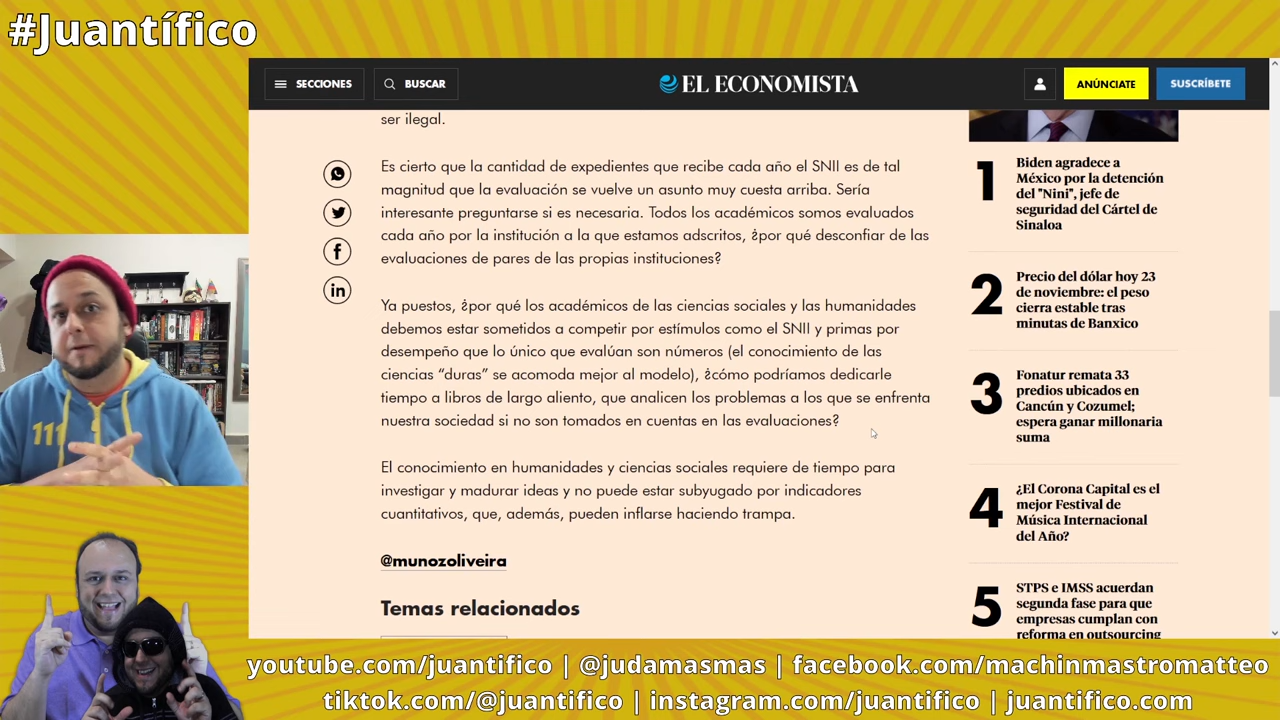 #Juantífico
SECCIONES
BUSCAR
EL ECONOMISTA
ANÚNCIATE
SUSCRÍBETE
ser ilegal.
Es cierto que la cantidad de expedientes que recibe cada año el SNII es de tal
magnitud que la evaluación se vuelve un asunto muy cuesta arriba. Sería
interesante preguntarse si es necesaria. Todos los académicos somos evaluados
cada año por la institución a la que estamos adscritos, ¿por qué desconfiar de las
evaluaciones de pares de las propias instituciones?
Ya puestos, ¿por qué los académicos de las ciencias sociales y las humanidades
debemos estar sometidos a competir por estímulos como el SNII y primas por
desempeño que lo único que evalúan son números (el conocimiento de las
ciencias “duras” se acomoda mejor al modelo), ¿cómo podríamos dedicarle
tiempo a libros de largo aliento, que analicen los problemas a los que se enfrenta
nuestra sociedad si no son tomados en cuentas en las evaluaciones?
El conocimiento en humanidades y ciencias sociales requiere de tiempo para
investigar y madurar ideas y no puede estar subyugado por indicadores
cuantitativos, que, además, pueden inflarse haciendo trampa.
@munozoliveira
Temas relacionados
1
Biden agradece a
México por la detención
del "Nini", jefe de
seguridad del Cártel de
Sinaloa
2
Precio del dólar hoy 23
de noviembre: el peso
cierra estable tras
minutas de Banxico
3
Fonatur remata 33
predios ubicados en
Cancún y Cozumel;
espera ganar millonaria
suma
4
¿El Corona Capital es el
mejor Festival de
Música Internacional
del Año?
5
STPS e IMSS acuerdan
segunda fase para que
empresas cumplan con
reforma en outsourcing
111
youtube.com/juantifico | @judamasmas | facebook.com/machinmastromatteo
tiktok.com/@juantifico | instagram.com/juantifico | juantifico.com